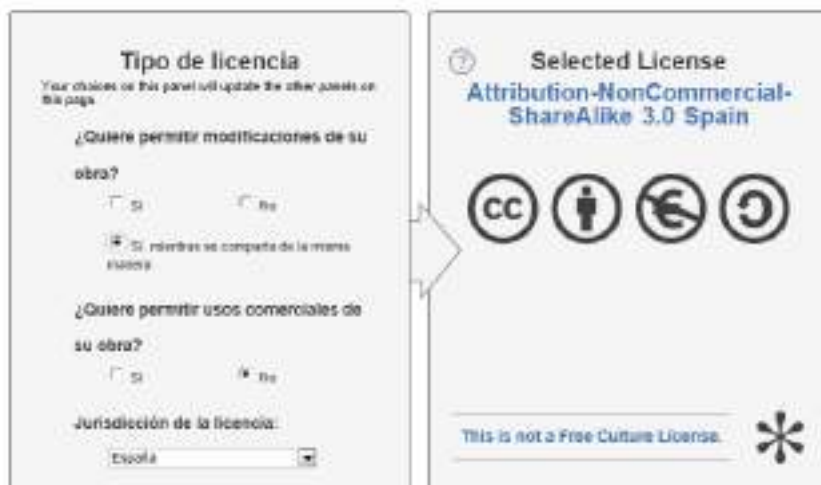 Tipo de licencia
Your choices on this panel will update the other panels on
this page.
¿Quiere permitir modificaciones de su
obra?
Sí
No
Sí, mientras se comparta de la misma
manera
¿Quiere permitir usos comerciales de
su obra?
Sí
No
Jurisdicción de la licencia:
España
?
Selected License
Attribution-NonCommercial-
ShareAlike 3.0 Spain
cc
This is not a Free Culture License.